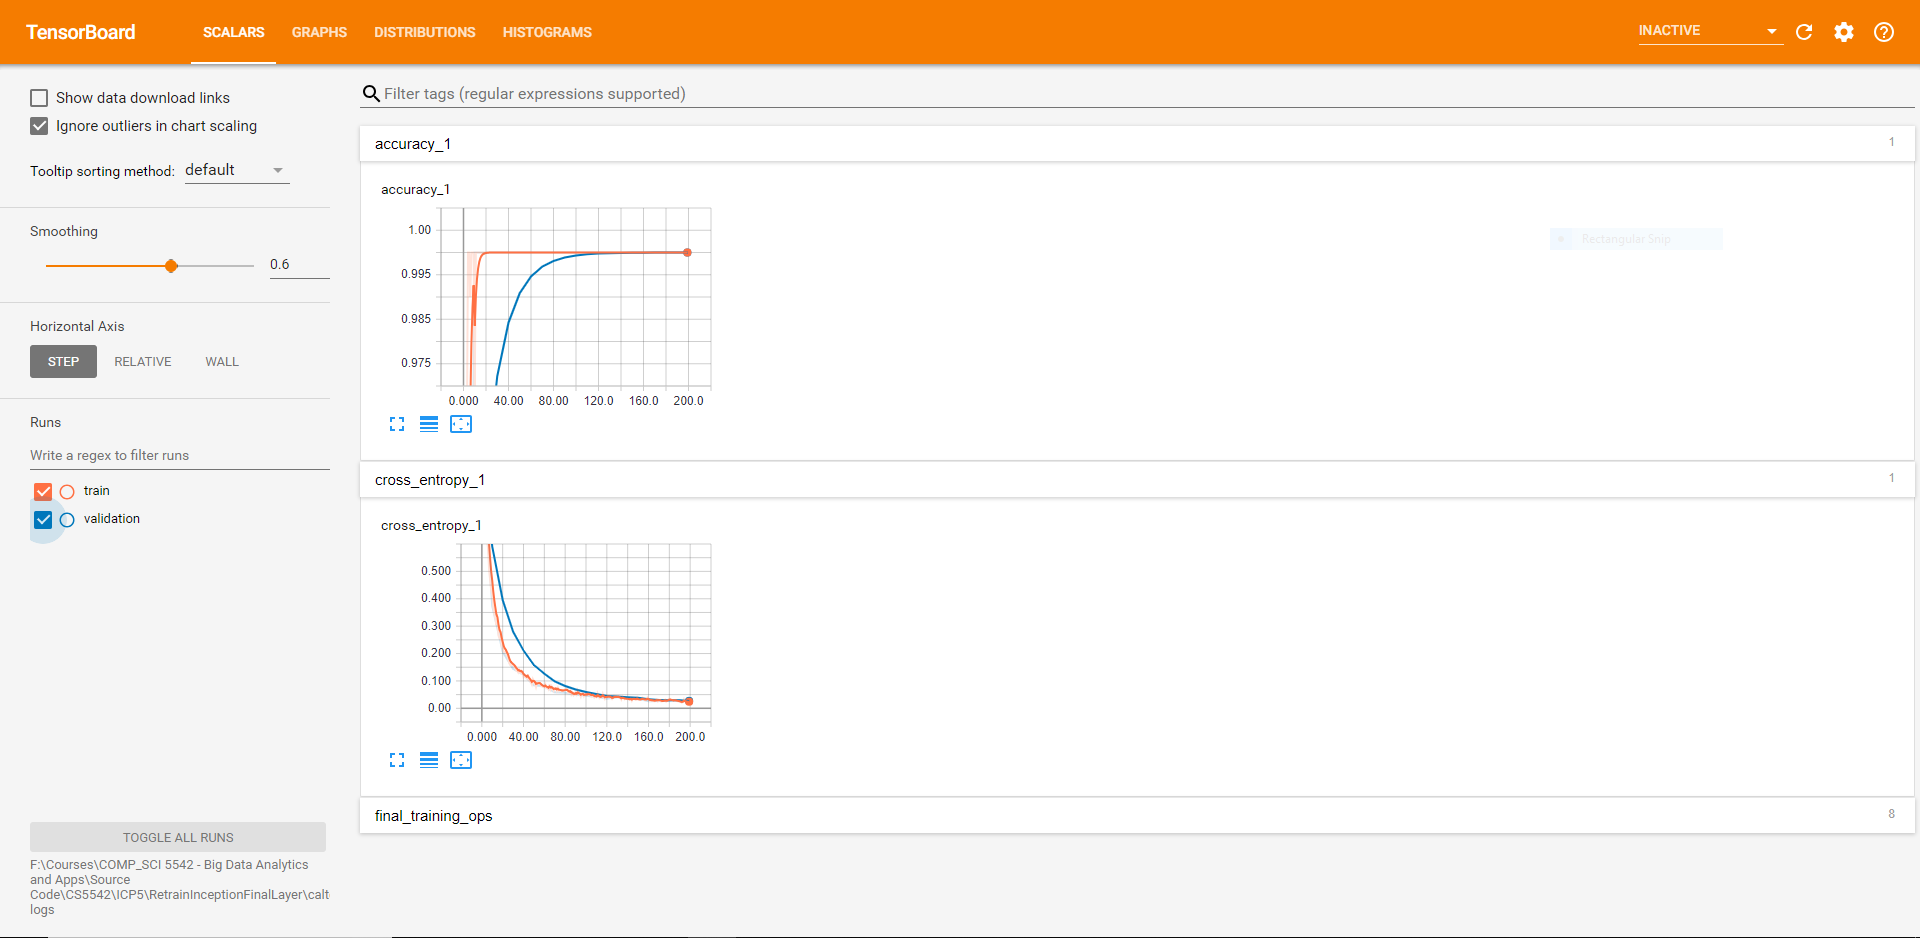 TensorBoard SCALARS GRAPHS DISTRIBUTIONS HISTOGRAMS INACTIVE
Show data download links
Ignore outliers in chart scaling
Tooltip sorting method: default
Smoothing
0.6
Horizontal Axis
STEP RELATIVE WALL
Runs
Write a regex to filter runs
train
validation
TOGGLE ALL RUNS
F:\Courses\COMP_SCI 5542 - Big Data Analytics
and Apps\Source
Code\CS5542\ICP5\RetrainInceptionFinalLayer\calt
logs
Filter tags (regular expressions supported)
accuracy_1 1
accuracy_1
1.00
0.995
0.985
0.975
0.000 40.00 80.00 120.0 160.0 200.0
Rectangular Snip
cross_entropy_1 1
cross_entropy_1
0.500
0.400
0.300
0.200
0.100
0.00
0.000 40.00 80.00 120.0 160.0 200.0
final_training_ops 8